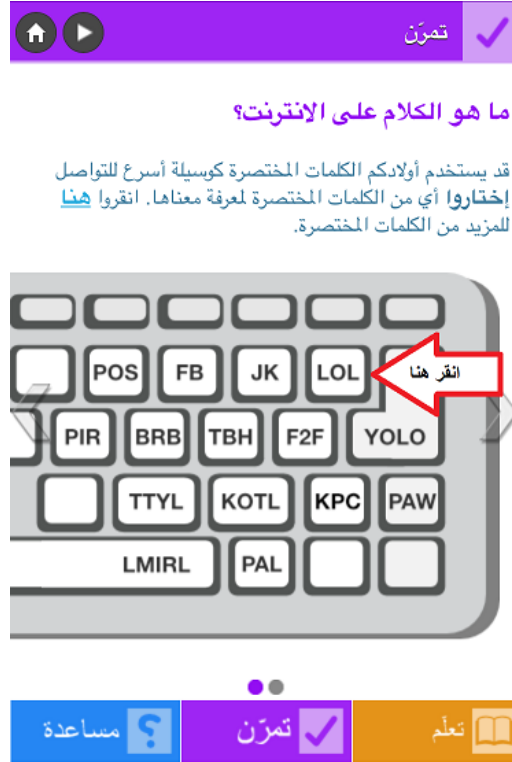 تمرّن
ما هو الكلام على الانترنت؟
قد يستخدم أولادكم الكلمات المختصرة كوسيلة أسرع للتواصل
إختاروا أي من الكلمات المختصرة لمعرفة معناها. انقروا هنا
للمزيد من الكلمات المختصرة.
POS FB JK LOL انقر هنا
PIR BRB TBH F2F YOLO
TTYL KOTL KPC PAW
LMIRL PAL
تعلّم تمرّن مساعدة